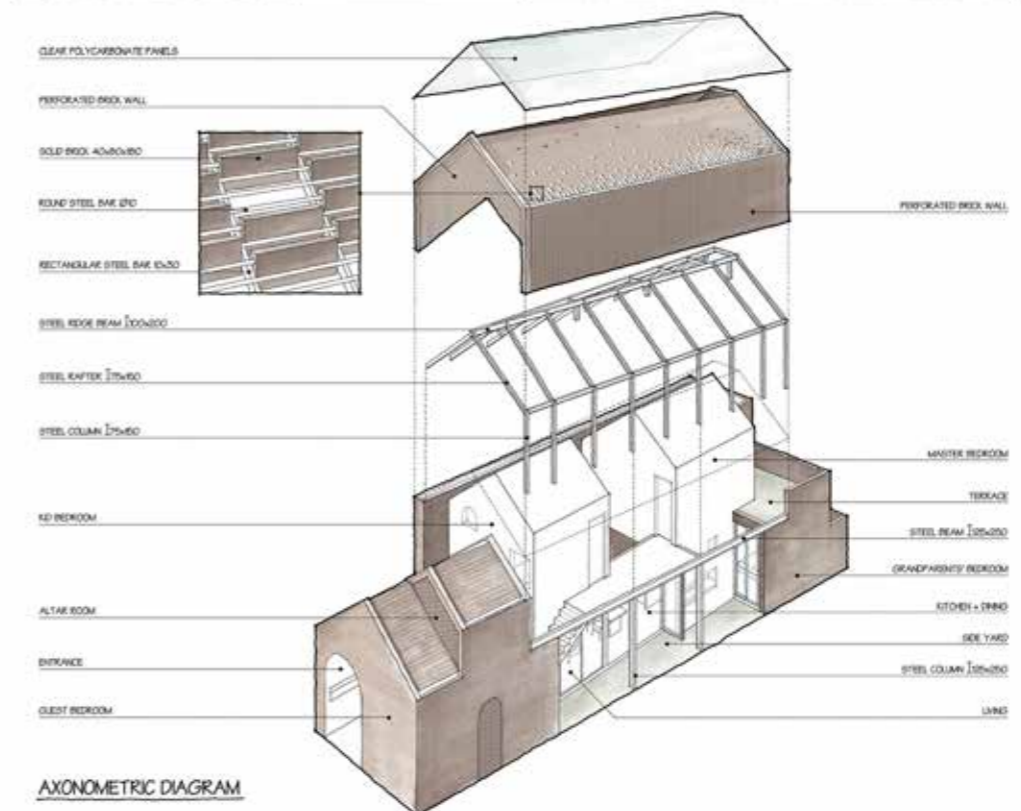 CLEAR POLYCARBONATE PANELS
PERFORATED BRICK WALL
SOLID BRICK 40x80x180
ROUND STEEL BAR Ø10
RECTANGULAR STEEL BAR 10x30
STEEL RIDGE BEAM I100x200
STEEL RAFTER I75x150
STEEL COLUMN I75x150
KID BEDROOM
ALTAR ROOM
ENTRANCE
GUEST BEDROOM
PERFORATED BRICK WALL
MASTER BEDROOM
TERRACE
STEEL BEAM I125x250
GRANDPARENTS' BEDROOM
KITCHEN + DINING
SIDE YARD
STEEL COLUMN I125x250
LIVING
AXONOMETRIC DIAGRAM